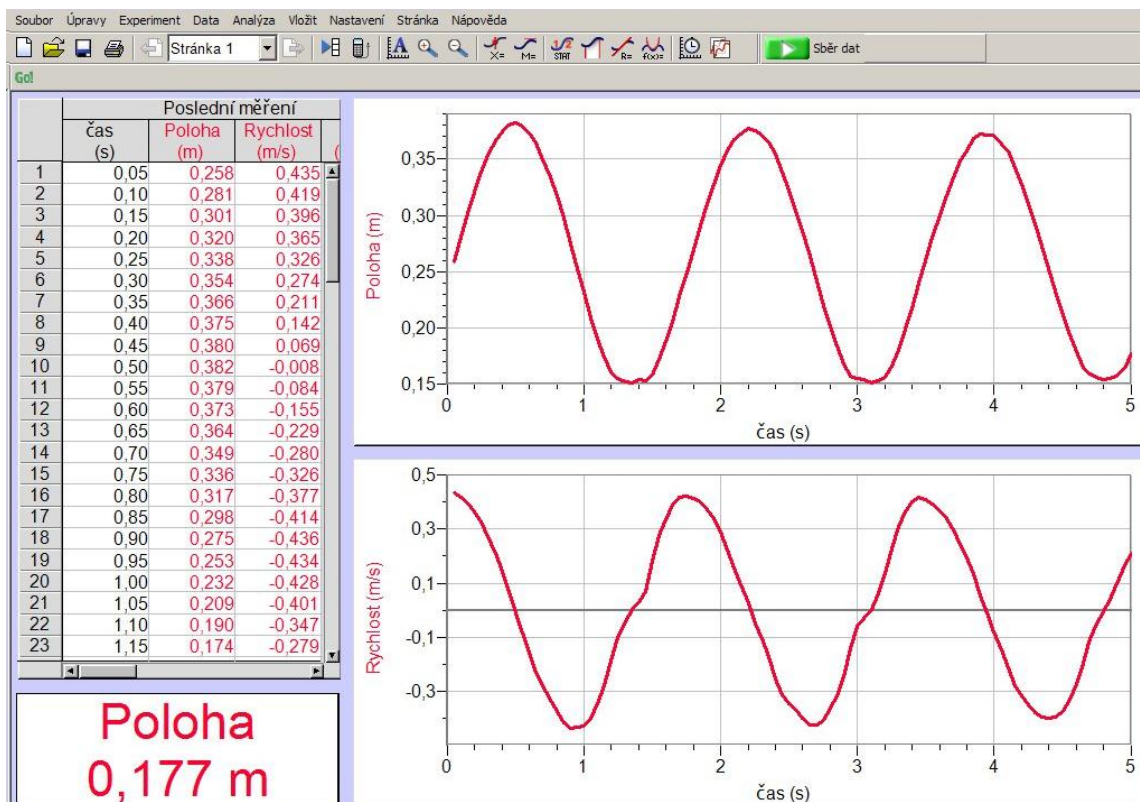 Soubor Úpravy Experiment Data Analýza Vložit Nastavení Stránka Nápověda
Stránka 1 X= M= 1/2 STAT R= f(x)= Sběr dat
Go!
Poslední měření
čas Poloha Rychlost
(s) (m) (m/s) (
1 0,05 0,258 0,435
2 0,10 0,281 0,419
3 0,15 0,301 0,396
4 0,20 0,320 0,365
5 0,25 0,338 0,326
6 0,30 0,354 0,274
7 0,35 0,366 0,211
8 0,40 0,375 0,142
9 0,45 0,380 0,069
10 0,50 0,382 -0,008
11 0,55 0,379 -0,084
12 0,60 0,373 -0,155
13 0,65 0,364 -0,229
14 0,70 0,349 -0,280
15 0,75 0,336 -0,326
16 0,80 0,317 -0,377
17 0,85 0,298 -0,414
18 0,90 0,275 -0,436
19 0,95 0,253 -0,434
20 1,00 0,232 -0,428
21 1,05 0,209 -0,401
22 1,10 0,190 -0,347
23 1,15 0,174 -0,279
Poloha
0,177 m
Poloha (m)
0,35
0,30
0,25
0,20
0,15
0 1 2 3 4 5
čas (s)
Rychlost (m/s)
0,5
0,3
0,1
-0,1
-0,3
0 1 2 3 4 5
čas (s)